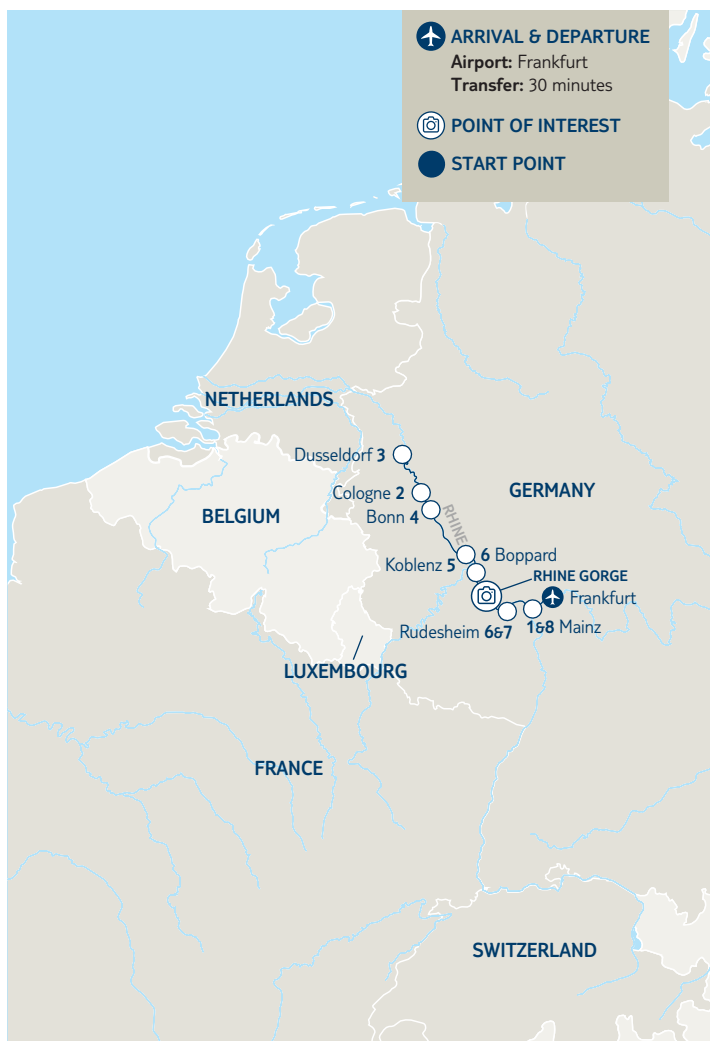 ARRIVAL & DEPARTURE
Airport: Frankfurt
Transfer: 30 minutes
POINT OF INTEREST
START POINT
NETHERLANDS
Dusseldorf 3
Cologne 2
GERMANY
BELGIUM
Bonn 4
RHINE
6 Boppard
Koblenz 5
RHINE GORGE
Frankfurt
Rudesheim 6&7
1&8 Mainz
LUXEMBOURG
FRANCE
SWITZERLAND